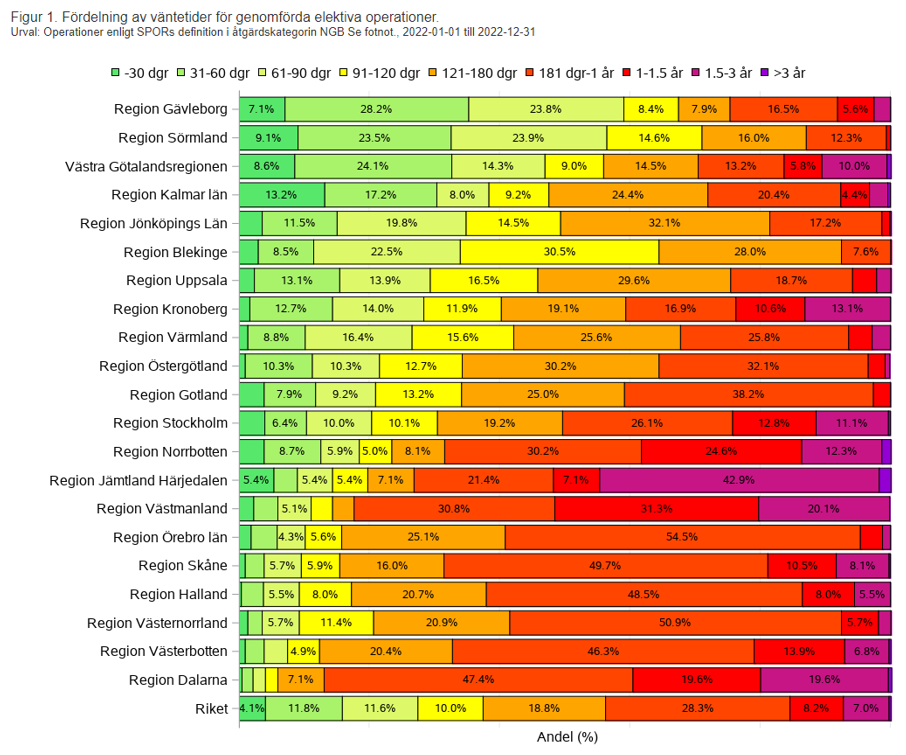 Figur 1. Fördelning av väntetider för genomförda elektiva operationer.
Urval: Operationer enligt SPORs definition i åtgärdskategorin NGB Se fotnot., 2022-01-01 till 2022-12-31
-30 dgr 31-60 dgr 61-90 dgr 91-120 dgr 121-180 dgr 181 dgr-1 år 1-1.5 år 1.5-3 år >3 år
Region Gävleborg 7.1% 28.2% 23.8% 8.4% 7.9% 16.5% 5.6%
Region Sörmland 9.1% 23.5% 23.9% 14.6% 16.0% 12.3%
Västra Götalandsregionen 8.6% 24.1% 14.3% 9.0% 14.5% 13.2% 5.8% 10.0%
Region Kalmar län 13.2% 17.2% 8.0% 9.2% 24.4% 20.4% 4.4%
Region Jönköpings Län 11.5% 19.8% 14.5% 32.1% 17.2%
Region Blekinge 8.5% 22.5% 30.5% 28.0% 7.6%
Region Uppsala 13.1% 13.9% 16.5% 29.6% 18.7%
Region Kronoberg 12.7% 14.0% 11.9% 19.1% 16.9% 10.6% 13.1%
Region Värmland 8.8% 16.4% 15.6% 25.6% 25.8%
Region Östergötland 10.3% 10.3% 12.7% 30.2% 32.1%
Region Gotland 7.9% 9.2% 13.2% 25.0% 38.2%
Region Stockholm 6.4% 10.0% 10.1% 19.2% 26.1% 12.8% 11.1%
Region Norrbotten 8.7% 5.9% 5.0% 8.1% 30.2% 24.6% 12.3%
Region Jämtland Härjedalen 5.4% 5.4% 5.4% 7.1% 21.4% 7.1% 42.9%
Region Västmanland 5.1% 30.8% 31.3% 20.1%
Region Örebro län 4.3% 5.6% 25.1% 54.5%
Region Skåne 5.7% 5.9% 16.0% 49.7% 10.5% 8.1%
Region Halland 5.5% 8.0% 20.7% 48.5% 8.0% 5.5%
Region Västernorrland 5.7% 11.4% 20.9% 50.9% 5.7%
Region Västerbotten 4.9% 20.4% 46.3% 13.9% 6.8%
Region Dalarna 7.1% 47.4% 19.6% 19.6%
Riket 4.1% 11.8% 11.6% 10.0% 18.8% 28.3% 8.2% 7.0%
Andel (%)